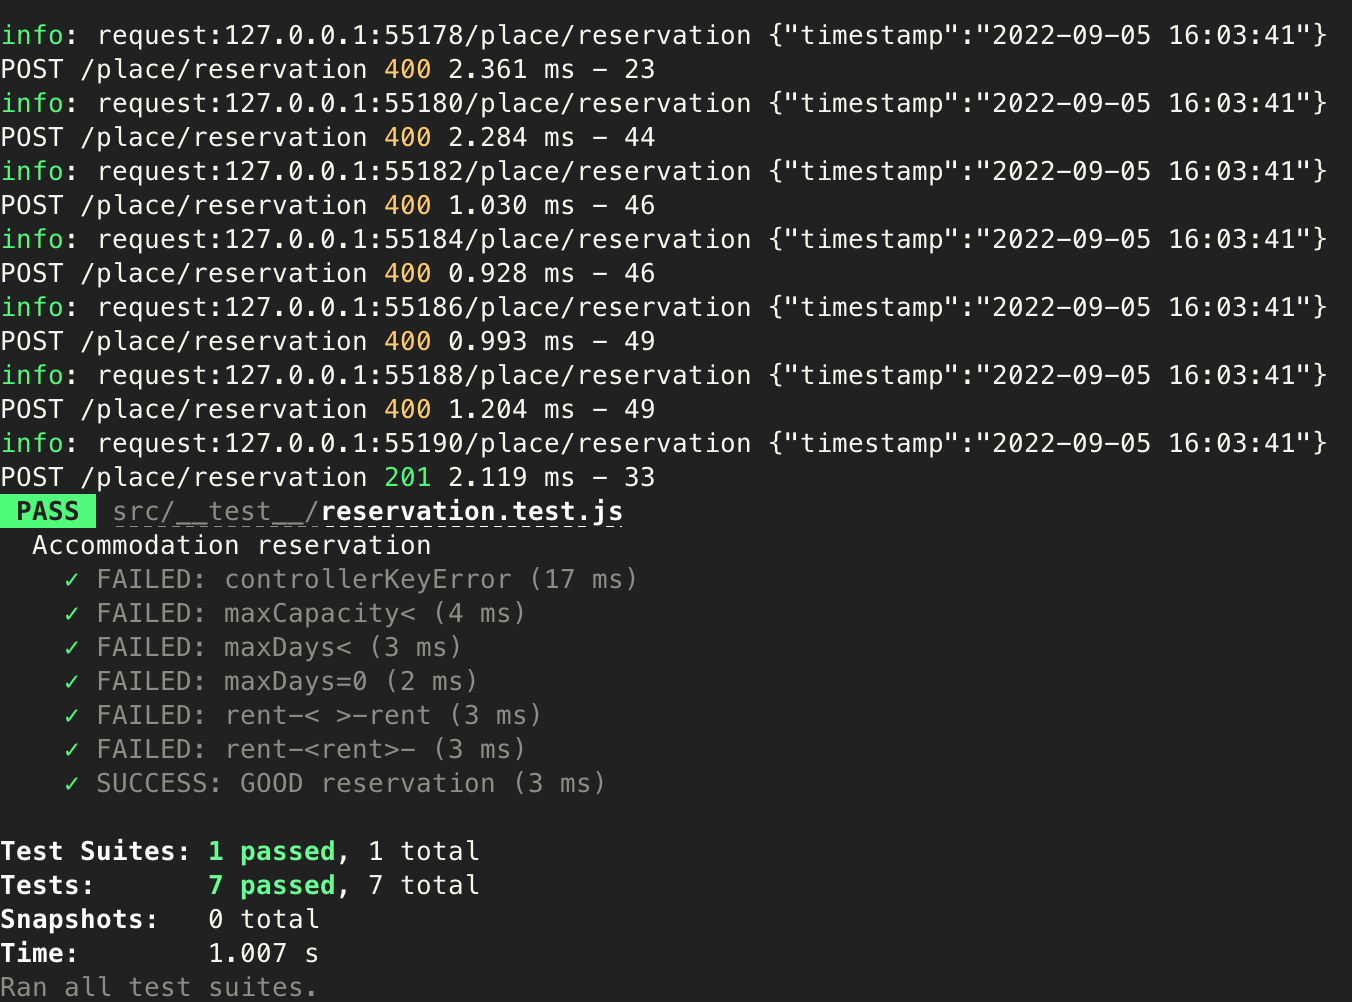 info: request:127.0.0.1:55178/place/reservation {"timestamp":"2022-09-05 16:03:41"}
POST /place/reservation 400 2.361 ms - 23
info: request:127.0.0.1:55180/place/reservation {"timestamp":"2022-09-05 16:03:41"}
POST /place/reservation 400 2.284 ms - 44
info: request:127.0.0.1:55182/place/reservation {"timestamp":"2022-09-05 16:03:41"}
POST /place/reservation 400 1.030 ms - 46
info: request:127.0.0.1:55184/place/reservation {"timestamp":"2022-09-05 16:03:41"}
POST /place/reservation 400 0.928 ms - 46
info: request:127.0.0.1:55186/place/reservation {"timestamp":"2022-09-05 16:03:41"}
POST /place/reservation 400 0.993 ms - 49
info: request:127.0.0.1:55188/place/reservation {"timestamp":"2022-09-05 16:03:41"}
POST /place/reservation 400 1.204 ms - 49
info: request:127.0.0.1:55190/place/reservation {"timestamp":"2022-09-05 16:03:41"}
POST /place/reservation 201 2.119 ms - 33
PASS src/__test__/reservation.test.js
Accommodation reservation
✓ FAILED: controllerKeyError (17 ms)
✓ FAILED: maxCapacity< (4 ms)
✓ FAILED: maxDays< (3 ms)
✓ FAILED: maxDays=0 (2 ms)
✓ FAILED: rent-< >-rent (3 ms)
✓ FAILED: rent-<rent>- (3 ms)
✓ SUCCESS: GOOD reservation (3 ms)
Test Suites: 1 passed, 1 total
Tests: 7 passed, 7 total
Snapshots: 0 total
Time: 1.007 s
Ran all test suites.